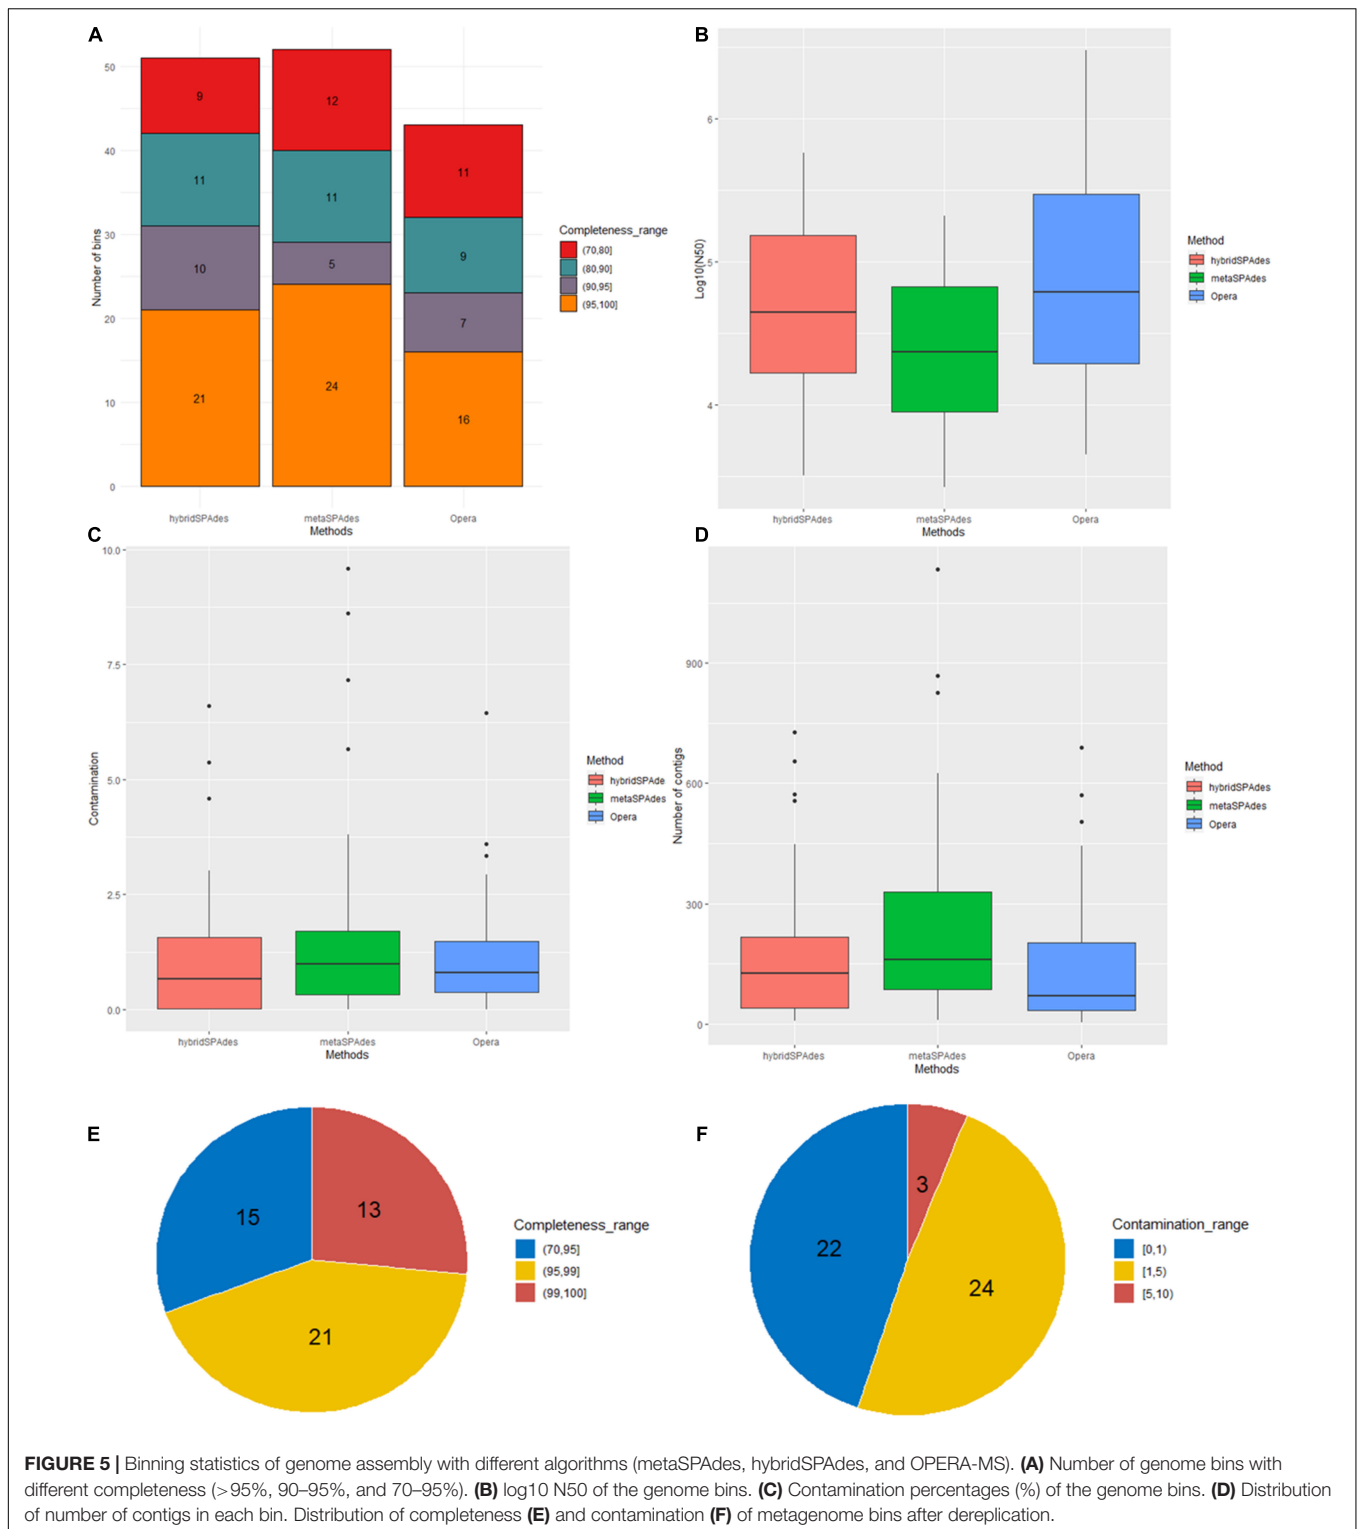 A
Number of bins
50
40
30
20
10
0
9
11
10
21
12
11
5
24
11
9
7
16
hybridSPAdes
metaSPAdes
Opera
Methods
Completeness_range
(70,80]
(80,90]
(90,95]
(95,100]
B
Log10(N50)
6
5
4
hybridSPAdes
metaSPAdes
Opera
Methods
Method
hybridSPAdes
metaSPAdes
Opera
C
Contamination
10.0
7.5
5.0
2.5
0.0
hybridSPAdes
metaSPAdes
Opera
Methods
Method
hybridSPAde
metaSPAdes
Opera
D
Number of contigs
900
600
300
0
hybridSPAdes
metaSPAdes
Opera
Methods
Method
hybridSPAdes
metaSPAdes
Opera
E
15
13
21
Completeness_range
(70,95]
(95,99]
(99,100]
F
3
22
24
Contamination_range
[0,1)
[1,5)
[5,10)
FIGURE 5 | Binning statistics of genome assembly with different algorithms (metaSPAdes, hybridSPAdes, and OPERA-MS). (A) Number of genome bins with
different completeness (>95%, 90–95%, and 70–95%). (B) log10 N50 of the genome bins. (C) Contamination percentages (%) of the genome bins. (D) Distribution
of number of contigs in each bin. Distribution of completeness (E) and contamination (F) of metagenome bins after dereplication.